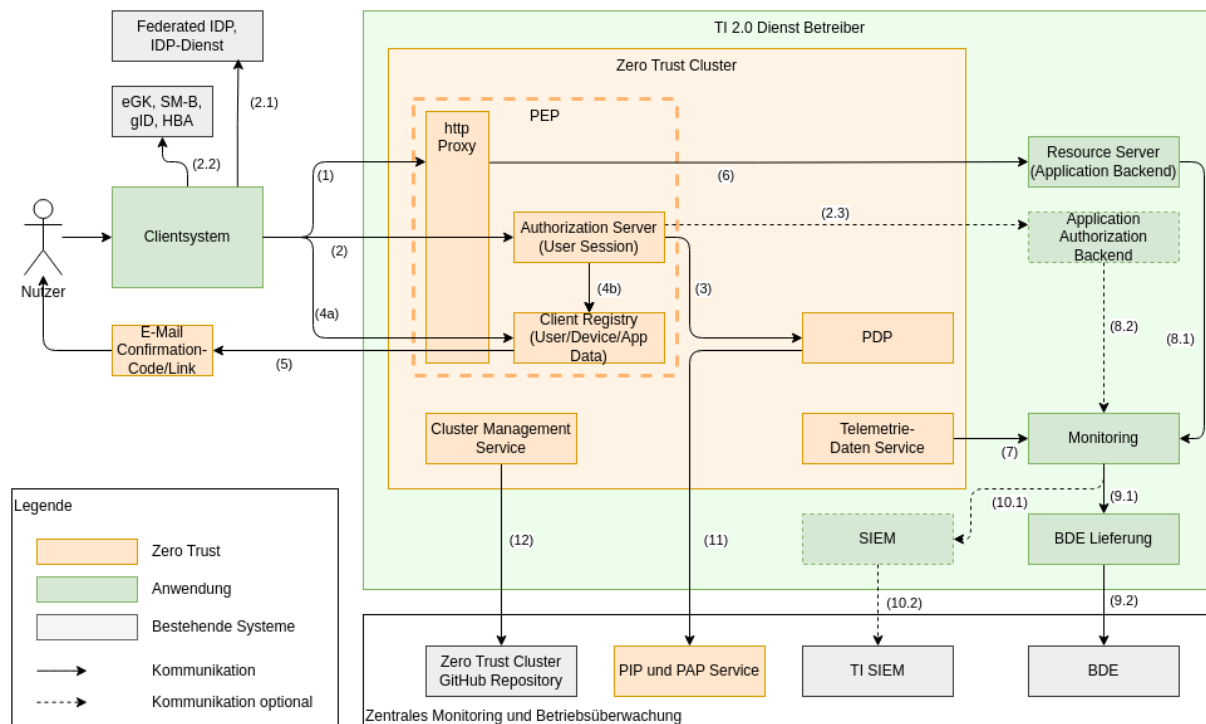 Federated IDP,
IDP-Dienst
TI 2.0 Dienst Betreiber
Zero Trust Cluster
eGK, SM-B,
gID, HBA
(2.1)
(2.2)
PEP
http
Proxy
(1)
(6)
Resource Server
(Application Backend)
Clientsystem
(2)
Authorization Server
(User Session)
(2.3)
Application
Authorization
Backend
Nutzer
(4a)
(4b)
(3)
Client Registry
(User/Device/App
Data)
PDP
(8.2)
(8.1)
E-Mail
Confirmation-
Code/Link
(5)
Cluster Management
Service
Telemetrie-
Daten Service
(7)
Monitoring
(10.1)
(9.1)
Legende
Zero Trust
Anwendung
Bestehende Systeme
Kommunikation
Kommunikation optional
(12)
(11)
SIEM
BDE Lieferung
(10.2)
(9.2)
Zero Trust Cluster
GitHub Repository
PIP und PAP Service
TI SIEM
BDE
Zentrales Monitoring und Betriebsüberwachung